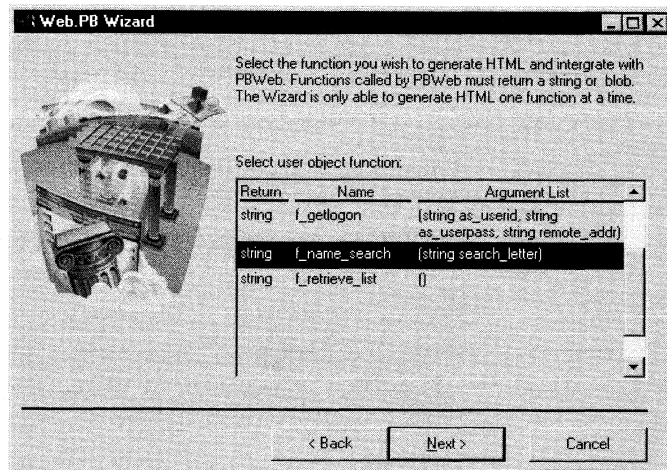 Web.PB Wizard
Select the function you wish to generate HTML and intergrate with
PBWeb. Functions called by PBWeb must return a string or blob.
The Wizard is only able to generate HTML one function at a time.
Select user object function:
Return Name Argument List
string f_getlogon (string as_userid, string
as_userpass, string remote_addr)
string f_name_search (string search_letter)
string f_retrieve_list ()
< Back Next > Cancel